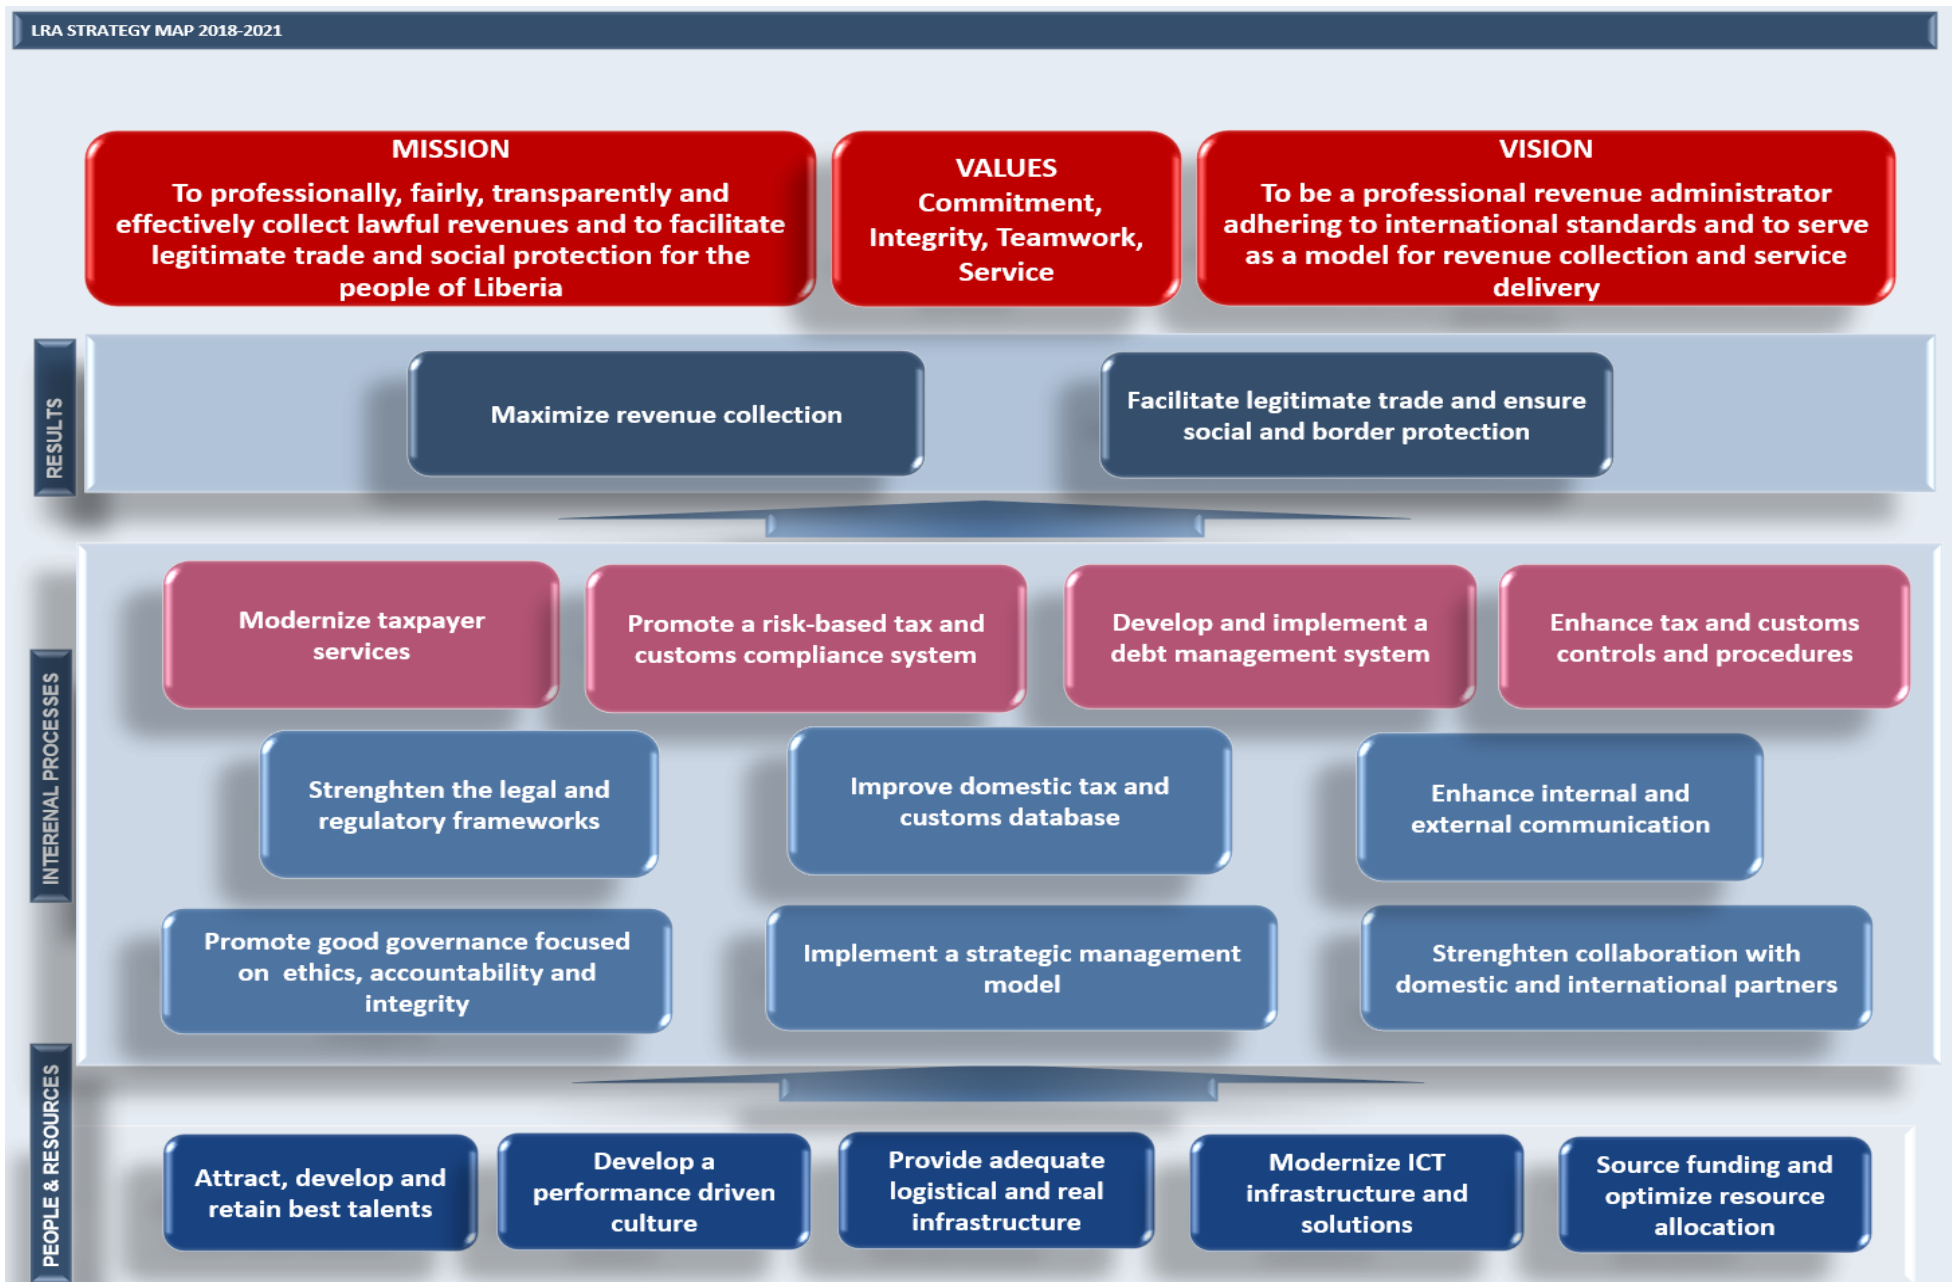 LRA STRATEGY MAP 2018-2021
MISSION
To professionally, fairly, transparently and
effectively collect lawful revenues and to facilitate
legitimate trade and social protection for the
people of Liberia
VALUES
Commitment,
Integrity, Teamwork,
Service
VISION
To be a professional revenue administrator
adhering to international standards and to serve
as a model for revenue collection and service
delivery
RESULTS
Maximize revenue collection
Facilitate legitimate trade and ensure
social and border protection
INTERENAL PROCESSES
Modernize taxpayer
services
Promote a risk-based tax and
customs compliance system
Develop and implement a
debt management system
Enhance tax and customs
controls and procedures
Strenghten the legal and
regulatory frameworks
Improve domestic tax and
customs database
Enhance internal and
external communication
Promote good governance focused
on ethics, accountability and
integrity
Implement a strategic management
model
Strenghten collaboration with
domestic and international partners
PEOPLE & RESOURCES
Attract, develop and
retain best talents
Develop a
performance driven
culture
Provide adequate
logistical and real
infrastructure
Modernize ICT
infrastructure and
solutions
Source funding and
optimize resource
allocation